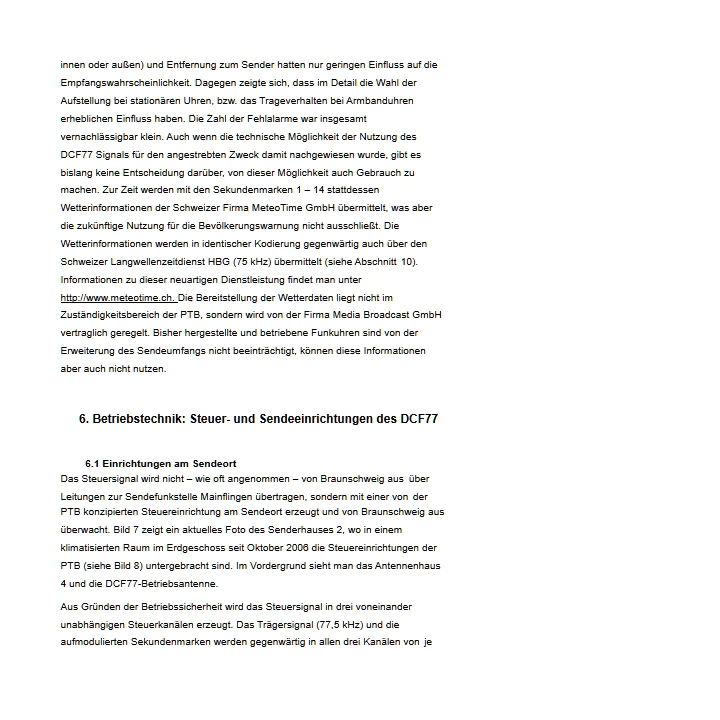 innen oder außen) und Entfernung zum Sender hatten nur geringen Einfluss auf die
Empfangswahrscheinlichkeit. Dagegen zeigte sich, dass im Detail die Wahl der
Aufstellung bei stationären Uhren, bzw. das Trageverhalten bei Armbanduhren
erheblichen Einfluss haben. Die Zahl der Fehlalarme war insgesamt
vernachlässigbar klein. Auch wenn die technische Möglichkeit der Nutzung des
DCF77 Signals für den angestrebten Zweck damit nachgewiesen wurde, gibt es
bislang keine Entscheidung darüber, von dieser Möglichkeit auch Gebrauch zu
machen. Zur Zeit werden mit den Sekundenmarken 1 – 14 stattdessen
Wetterinformationen der Schweizer Firma MeteoTime GmbH übermittelt, was aber
die zukünftige Nutzung für die Bevölkerungswarnung nicht ausschließt. Die
Wetterinformationen werden in identischer Kodierung gegenwärtig auch über den
Schweizer Langwellenzeitdienst HBG (75 kHz) übermittelt (siehe Abschnitt 10).
Informationen zu dieser neuartigen Dienstleistung findet man unter
http://www.meteotime.ch. Die Bereitstellung der Wetterdaten liegt nicht im
Zuständigkeitsbereich der PTB, sondern wird von der Firma Media Broadcast GmbH
vertraglich geregelt. Bisher hergestellte und betriebene Funkuhren sind von der
Erweiterung des Sendeumfangs nicht beeinträchtigt, können diese Informationen
aber auch nicht nutzen.
6. Betriebstechnik: Steuer- und Sendeeinrichtungen des DCF77
6.1 Einrichtungen am Sendeort
Das Steuersignal wird nicht – wie oft angenommen – von Braunschweig aus über
Leitungen zur Sendefunkstelle Mainflingen übertragen, sondern mit einer von der
PTB konzipierten Steuereinrichtung am Sendeort erzeugt und von Braunschweig aus
überwacht. Bild 7 zeigt ein aktuelles Foto des Senderhauses 2, wo in einem
klimatisierten Raum im Erdgeschoss seit Oktober 2006 die Steuereinrichtungen der
PTB (siehe Bild 8) untergebracht sind. Im Vordergrund sieht man das Antennenhaus
4 und die DCF77-Betriebsantenne.
Aus Gründen der Betriebssicherheit wird das Steuersignal in drei voneinander
unabhängigen Steuerkanälen erzeugt. Das Trägersignal (77,5 kHz) und die
aufmodulierten Sekundenmarken werden gegenwärtig in allen drei Kanälen von je